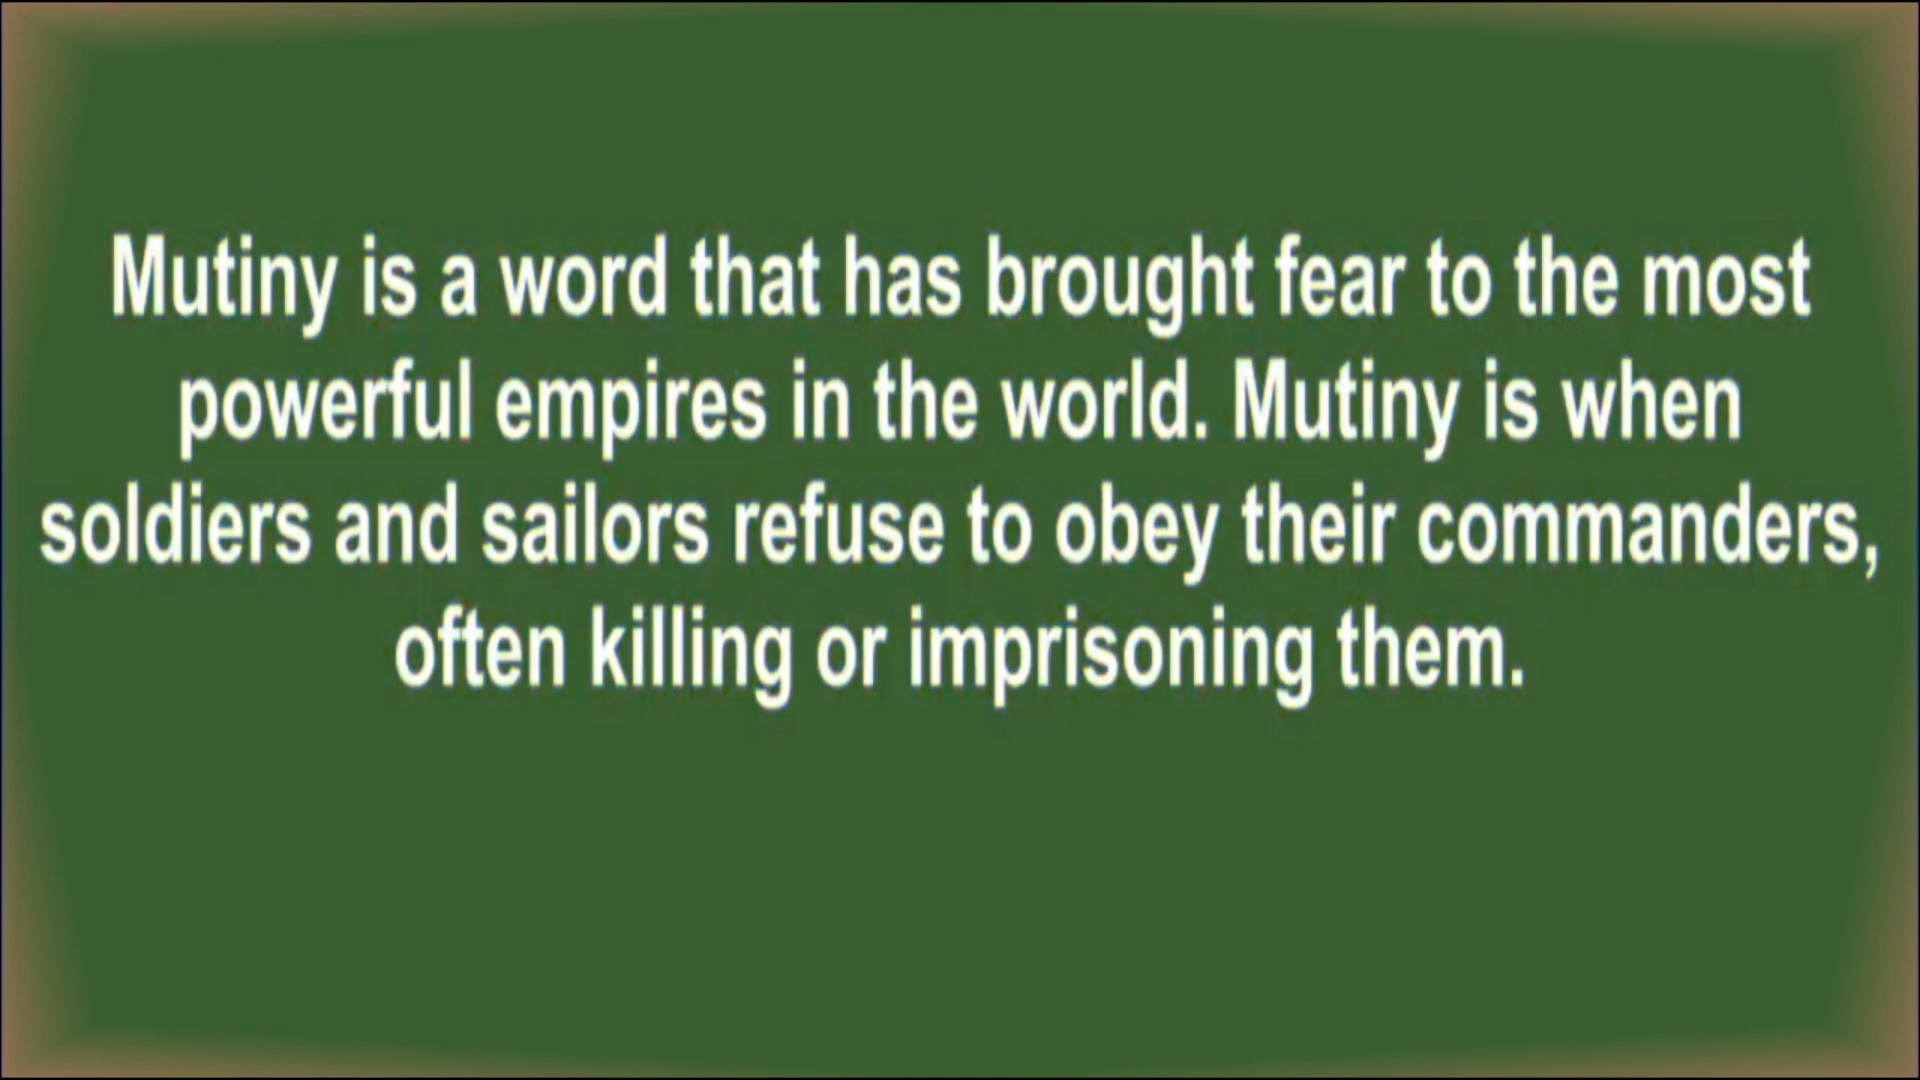 Mutiny is a word that has brought fear to the most
powerful empires in the world. Mutiny is when
soldiers and sailors refuse to obey their commanders,
often killing or imprisoning them.